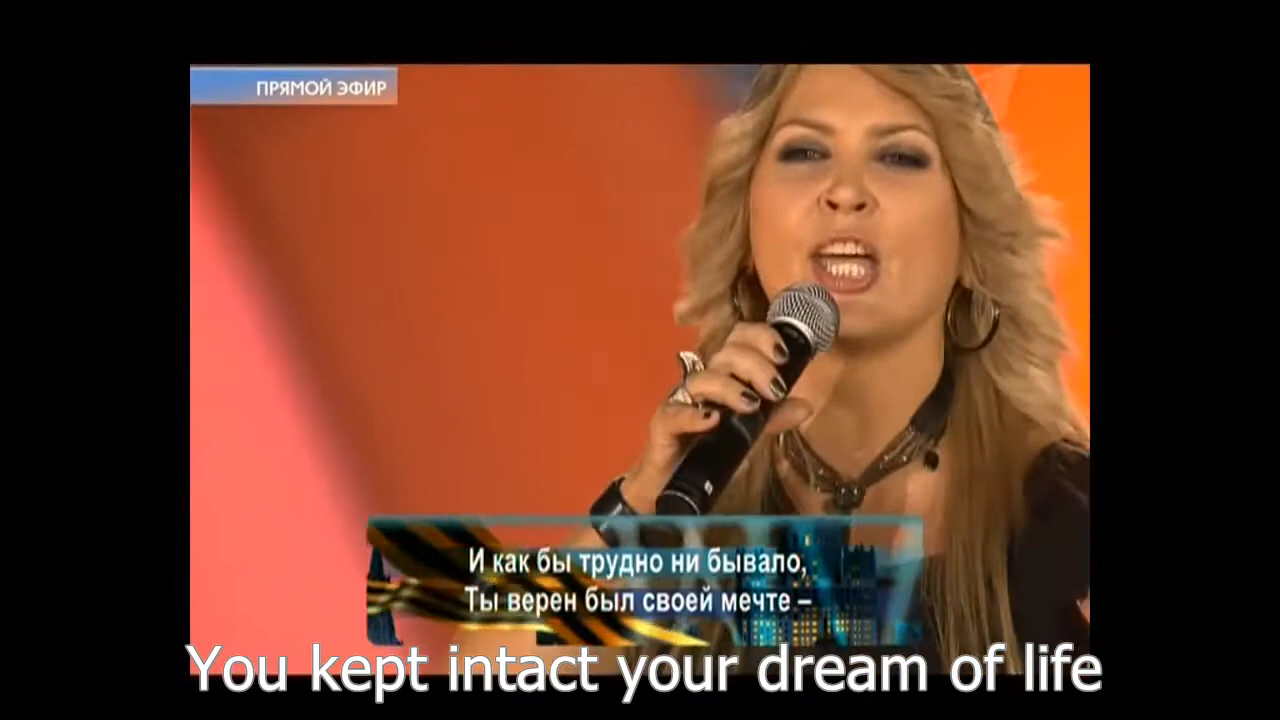 ПРЯМОЙ ЭФИР
И как бы трудно ни бывало,
Ты верен был своей мечте –
You kept intact your dream of life